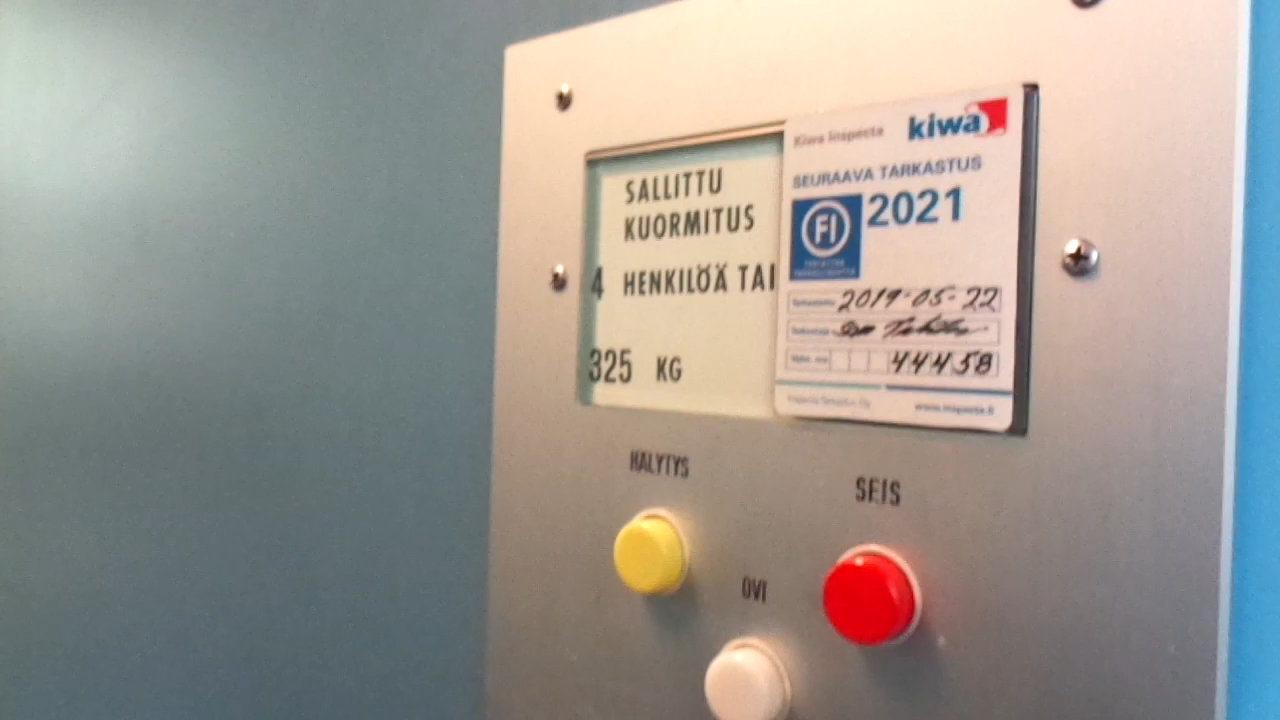 SALLITTU
KUORMITUS
4 HENKILÖÄ TAI
325 KG
Kiwa Inspecta kiwa
SEURAAVA TARKASTUS
FI 2021
2019-05-22
44458
www.inspecta.fi
HÄLYTYS
SEIS
OVI